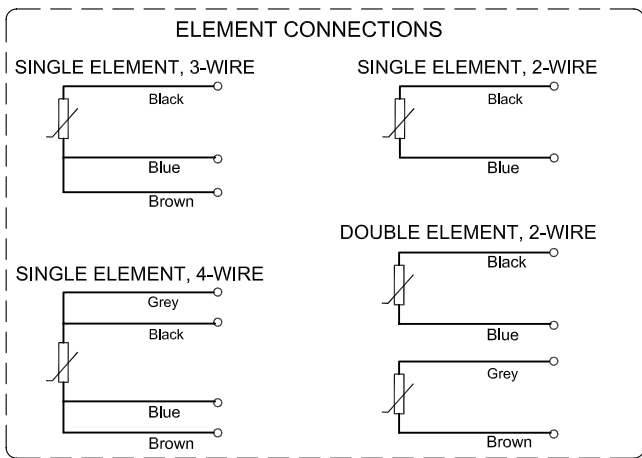 ELEMENT CONNECTIONS
SINGLE ELEMENT, 3-WIRE
Black
Blue
Brown
SINGLE ELEMENT, 2-WIRE
Black
Blue
SINGLE ELEMENT, 4-WIRE
Grey
Black
Blue
Brown
DOUBLE ELEMENT, 2-WIRE
Black
Blue
Grey
Brown